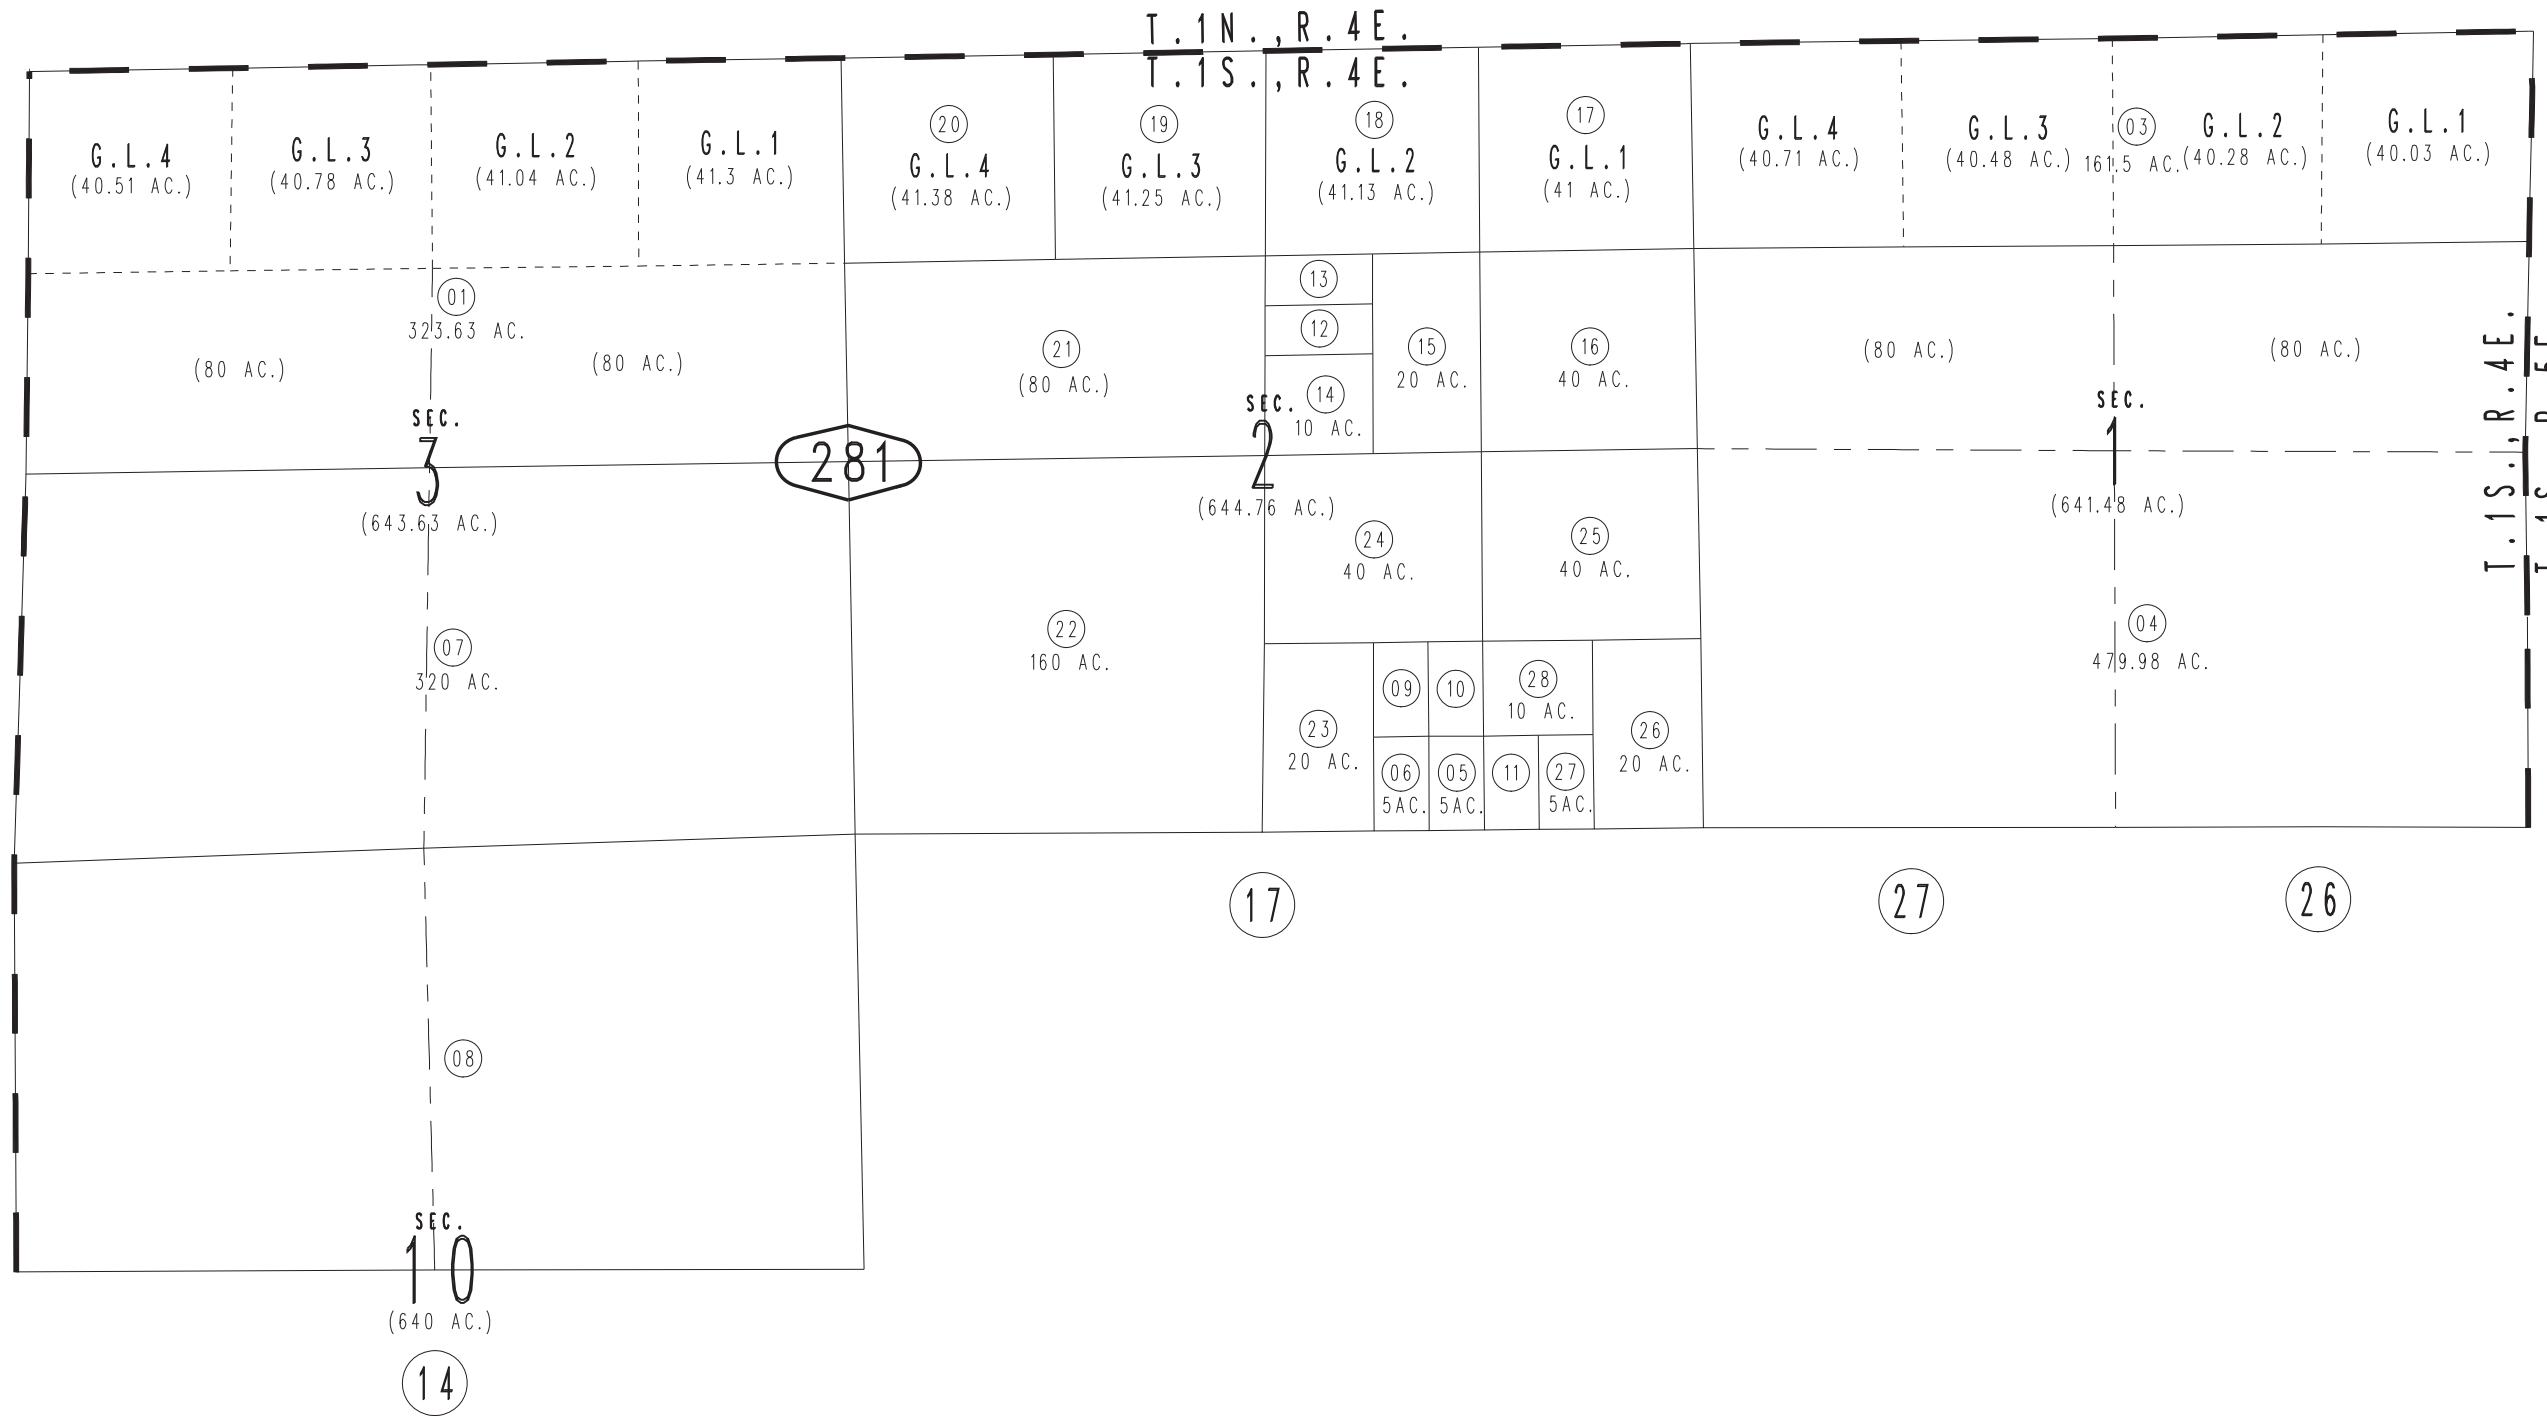 T.1N.,R.4E.
T.1S.,R.4E.
G.L.4
(40.51 AC.)
G.L.3
(40.78 AC.)
G.L.2
(41.04 AC.)
G.L.1
(41.3 AC.)
20
G.L.4
(41.38 AC.)
19
G.L.3
(41.25 AC.)
18
G.L.2
(41.13 AC.)
17
G.L.1
(41 AC.)
G.L.4
(40.71 AC.)
G.L.3
(40.48 AC.)
03
161.5 AC.
G.L.2
(40.28 AC.)
G.L.1
(40.03 AC.)
01
323.63 AC.
(80 AC.)
(80 AC.)
21
(80 AC.)
13
12
14
10 AC.
15
20 AC.
16
40 AC.
(80 AC.)
(80 AC.)
T.1S.,R.4E.
SEC.
3
(643.63 AC.)
281
SEC.
2
(644.76 AC.)
SEC.
1
(641.48 AC.)
24
40 AC.
25
40 AC.
07
320 AC.
22
160 AC.
04
479.98 AC.
09
10
28
10 AC.
23
20 AC.
06
5AC.
05
5AC.
11
27
5AC.
26
20 AC.
17
27
26
08
SEC.
10
(640 AC.)
14